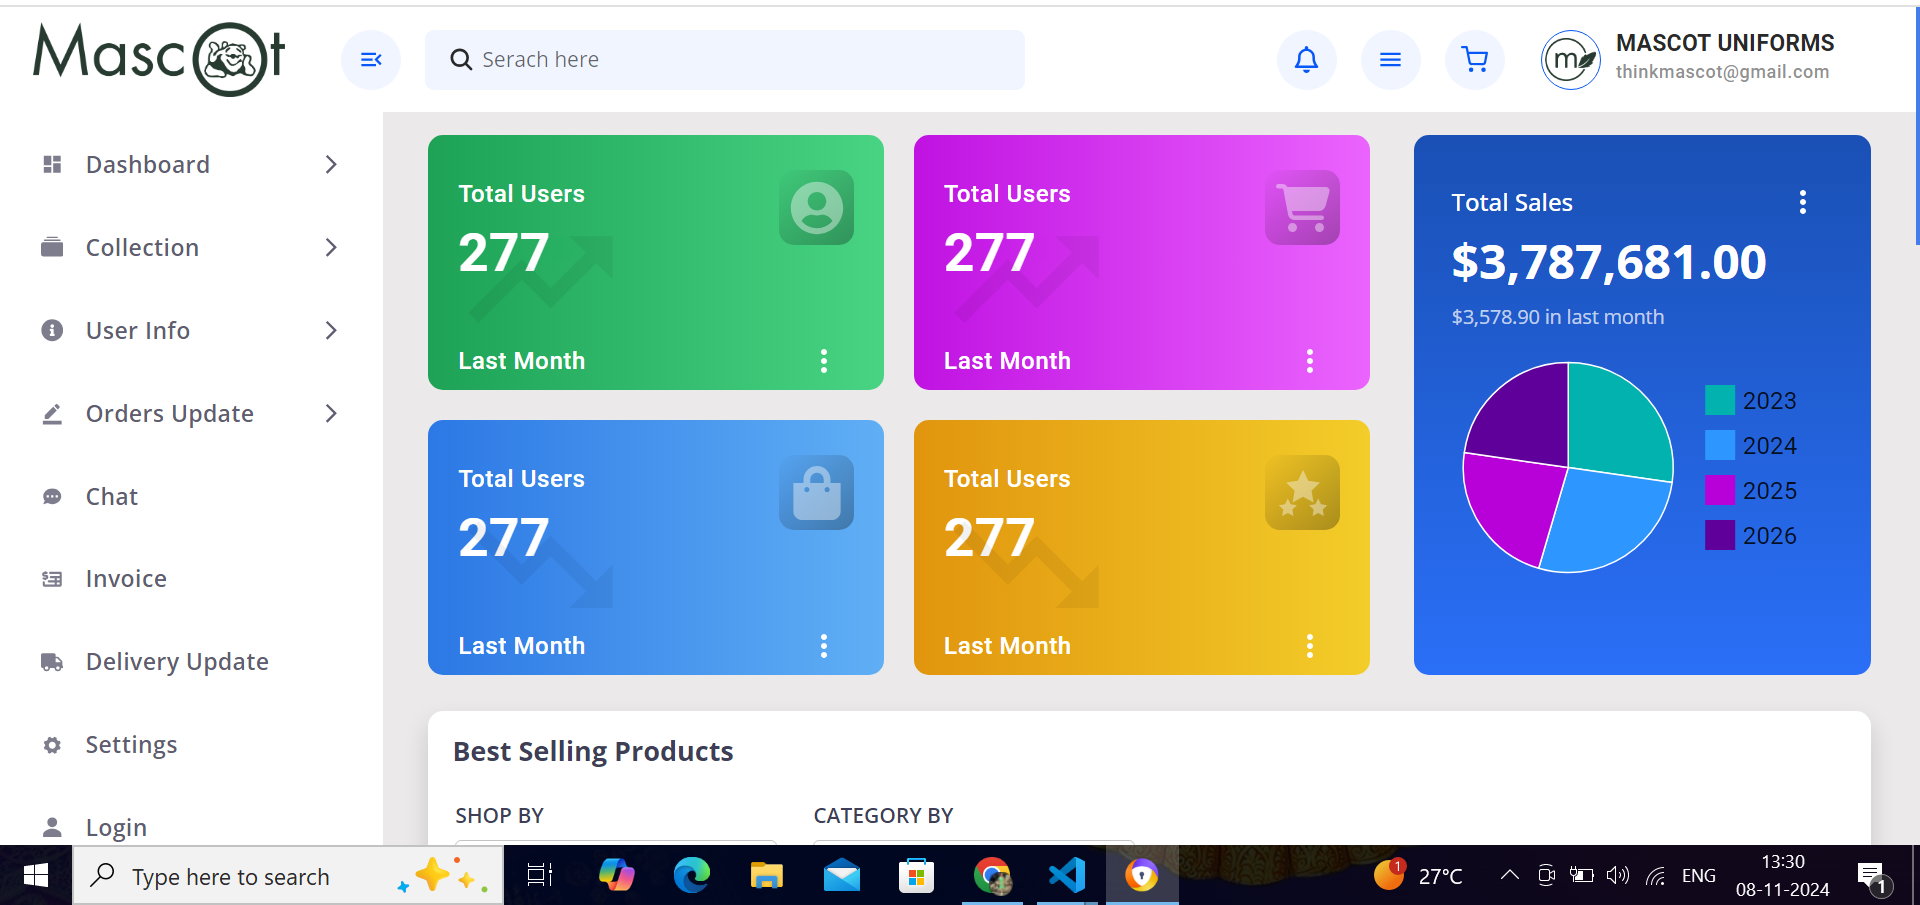 Mascot
Serach here
m
MASCOT UNIFORMS
thinkmascot@gmail.com
Dashboard
Collection
User Info
Orders Update
Chat
Invoice
Delivery Update
Settings
Login
Total Users
277
Last Month
Total Users
277
Last Month
Total Users
277
Last Month
Total Users
277
Last Month
Total Sales
$3,787,681.00
$3,578.90 in last month
2023
2024
2025
2026
Best Selling Products
SHOP BY
CATEGORY BY
Type here to search
1
27°C
ENG
13:30
08-11-2024
1